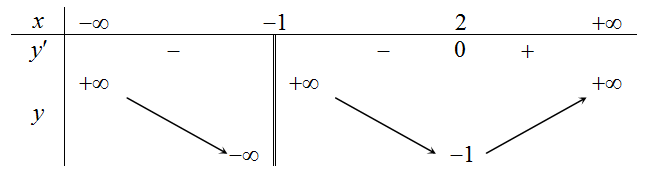 x −∞ −1 2 +∞
y′ − − 0 +
+∞ +∞ +∞
y
−∞ −1